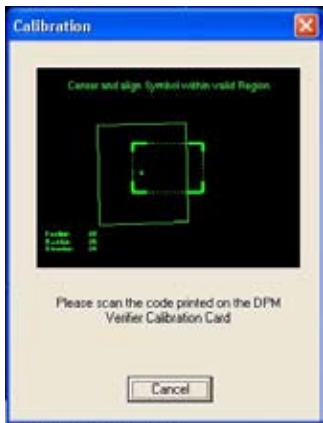 Calibration
Center and align Symbol within valid Region
Please scan the code printed on the DPM
Verifier Calibration Card
Cancel